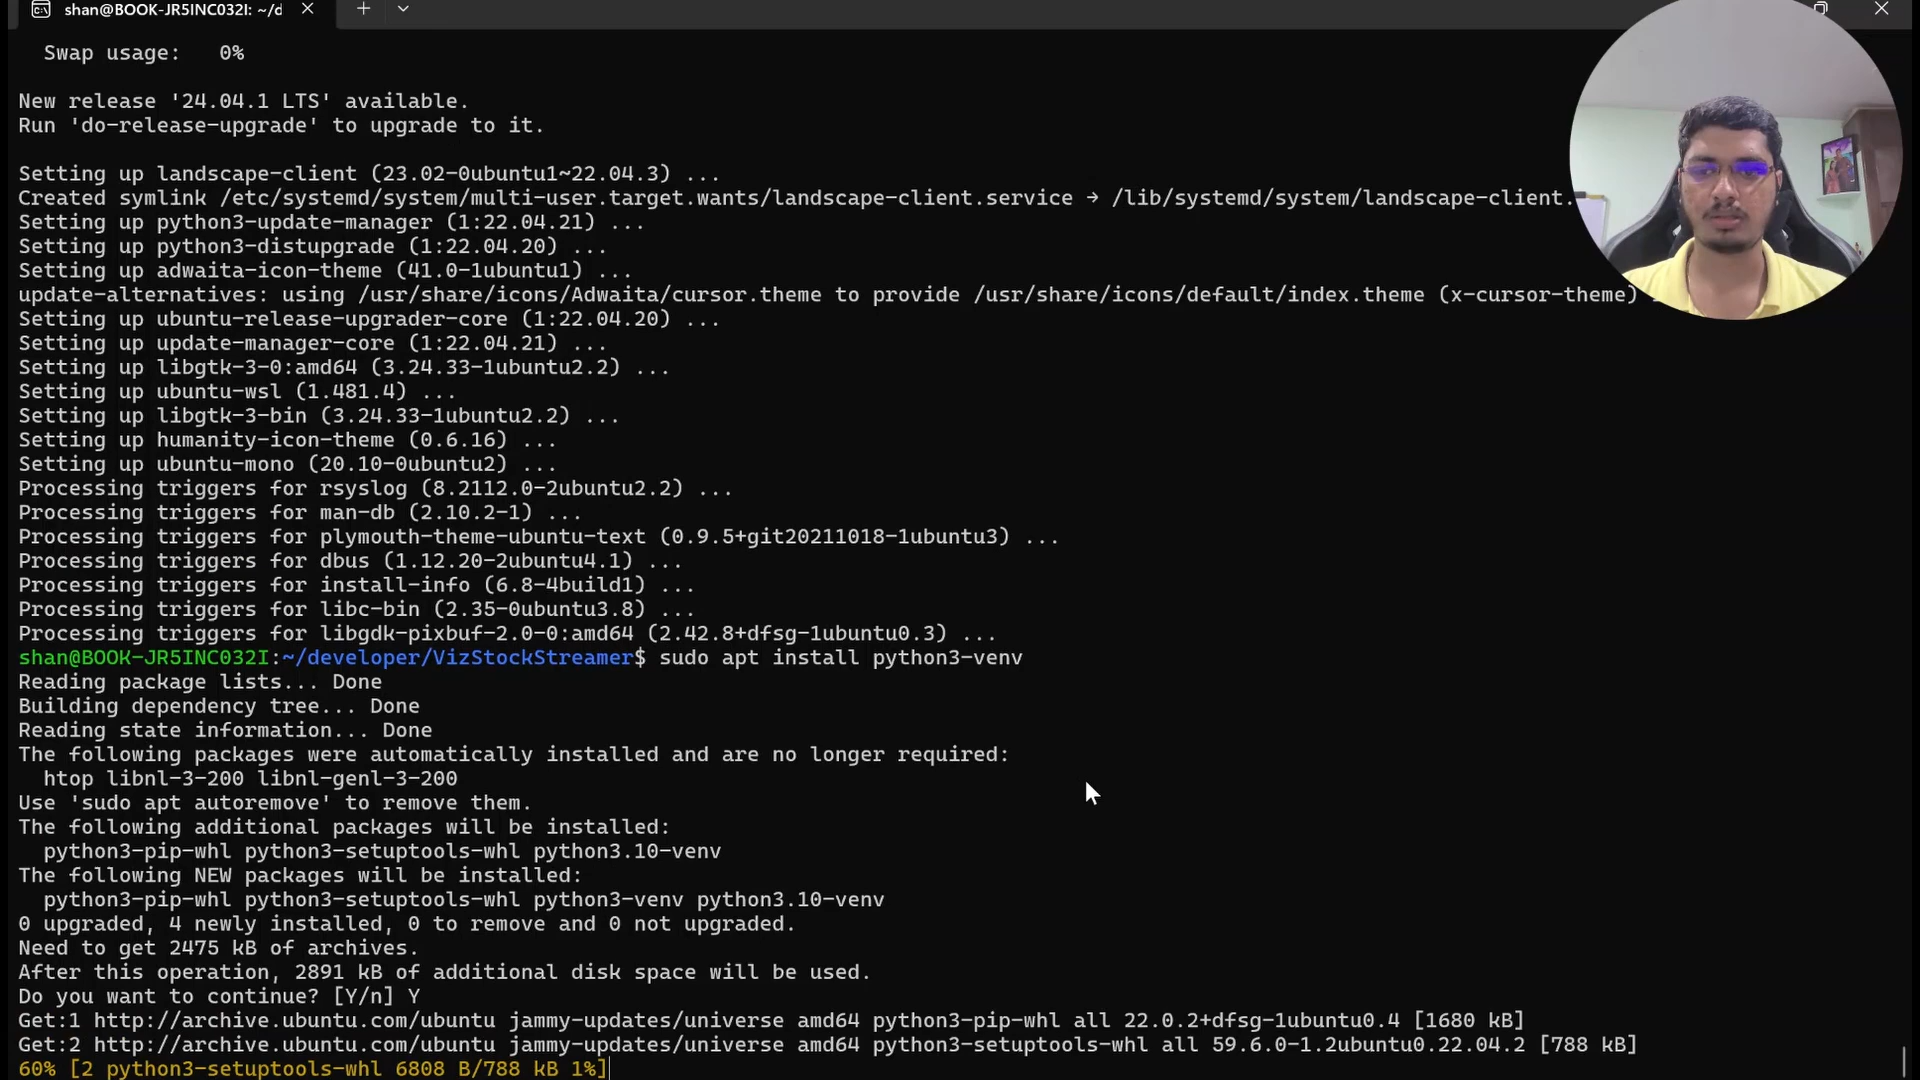 shan@BOOK-JR5INC032I: ~/d
Swap usage:   0%
New release '24.04.1 LTS' available.
Run 'do-release-upgrade' to upgrade to it.
Setting up landscape-client (23.02-0ubuntu1~22.04.3) ...
Created symlink /etc/systemd/system/multi-user.target.wants/landscape-client.service → /lib/systemd/system/landscape-client.
Setting up python3-update-manager (1:22.04.21) ...
Setting up python3-distupgrade (1:22.04.20) ...
Setting up adwaita-icon-theme (41.0-1ubuntu1) ...
update-alternatives: using /usr/share/icons/Adwaita/cursor.theme to provide /usr/share/icons/default/index.theme (x-cursor-theme)
Setting up ubuntu-release-upgrader-core (1:22.04.20) ...
Setting up update-manager-core (1:22.04.21) ...
Setting up libgtk-3-0:amd64 (3.24.33-1ubuntu2.2) ...
Setting up ubuntu-wsl (1.481.4) ...
Setting up libgtk-3-bin (3.24.33-1ubuntu2.2) ...
Setting up humanity-icon-theme (0.6.16) ...
Setting up ubuntu-mono (20.10-0ubuntu2) ...
Processing triggers for rsyslog (8.2112.0-2ubuntu2.2) ...
Processing triggers for man-db (2.10.2-1) ...
Processing triggers for plymouth-theme-ubuntu-text (0.9.5+git20211018-1ubuntu3) ...
Processing triggers for dbus (1.12.20-2ubuntu4.1) ...
Processing triggers for install-info (6.8-4build1) ...
Processing triggers for libc-bin (2.35-0ubuntu3.8) ...
Processing triggers for libgdk-pixbuf-2.0-0:amd64 (2.42.8+dfsg-1ubuntu0.3) ...
shan@BOOK-JR5INC032I:~/developer/VizStockStreamer$ sudo apt install python3-venv
Reading package lists... Done
Building dependency tree... Done
Reading state information... Done
The following packages were automatically installed and are no longer required:
  htop libnl-3-200 libnl-genl-3-200
Use 'sudo apt autoremove' to remove them.
The following additional packages will be installed:
  python3-pip-whl python3-setuptools-whl python3.10-venv
The following NEW packages will be installed:
  python3-pip-whl python3-setuptools-whl python3-venv python3.10-venv
0 upgraded, 4 newly installed, 0 to remove and 0 not upgraded.
Need to get 2475 kB of archives.
After this operation, 2891 kB of additional disk space will be used.
Do you want to continue? [Y/n] Y
Get:1 http://archive.ubuntu.com/ubuntu jammy-updates/universe amd64 python3-pip-whl all 22.0.2+dfsg-1ubuntu0.4 [1680 kB]
Get:2 http://archive.ubuntu.com/ubuntu jammy-updates/universe amd64 python3-setuptools-whl all 59.6.0-1.2ubuntu0.22.04.2 [788 kB]
60% [2 python3-setuptools-whl 6808 B/788 kB 1%]